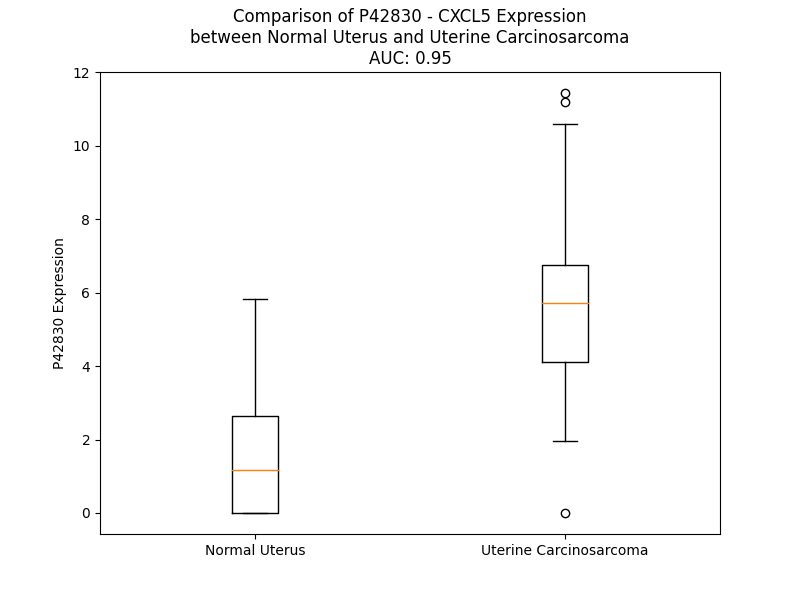 Comparison of P42830 - CXCL5 Expression
between Normal Uterus and Uterine Carcinosarcoma
AUC: 0.95
12
10
8
6
4
2
0
P42830 Expression
Normal Uterus
Uterine Carcinosarcoma